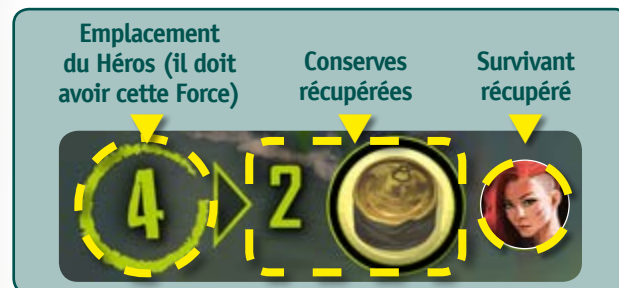 Emplacement
du Héros (il doit
avoir cette Force)
Conserves
récupérées
Survivant
récupéré
4 2